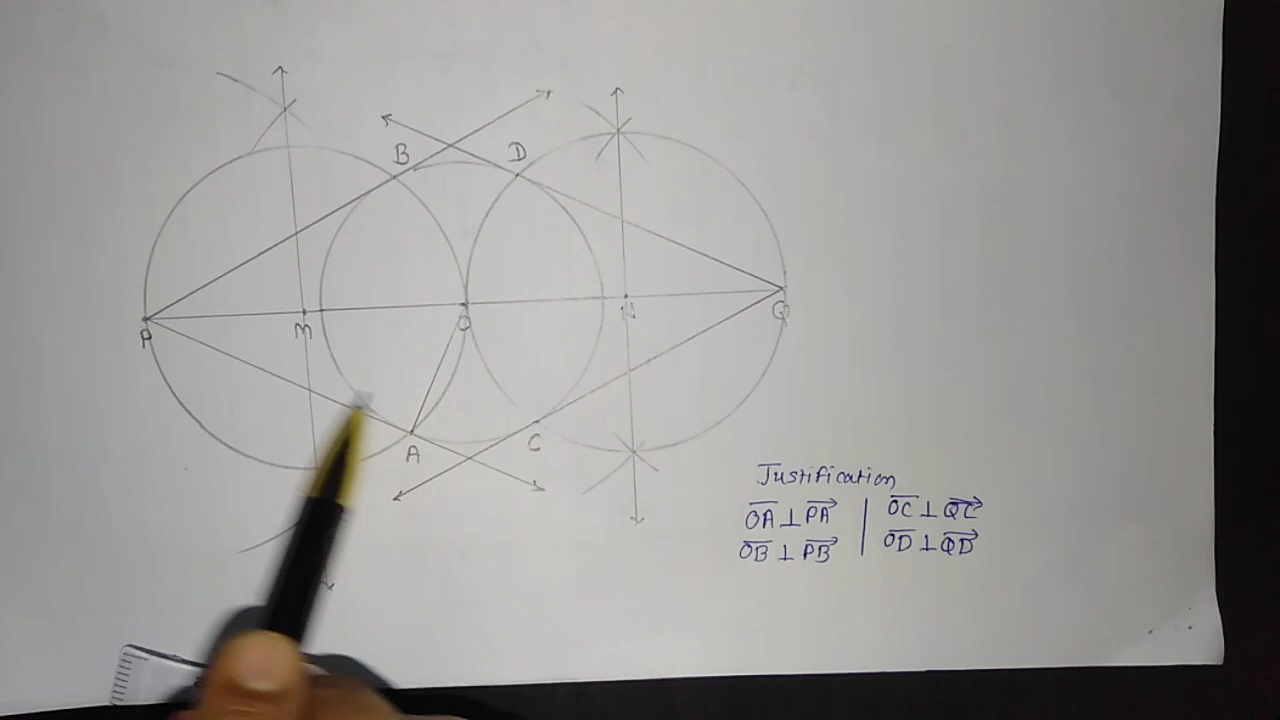 B D
P M O N Q
A C
Justification
OA ⊥ PA | OC ⊥ QC
OB ⊥ PB | OD ⊥ QD